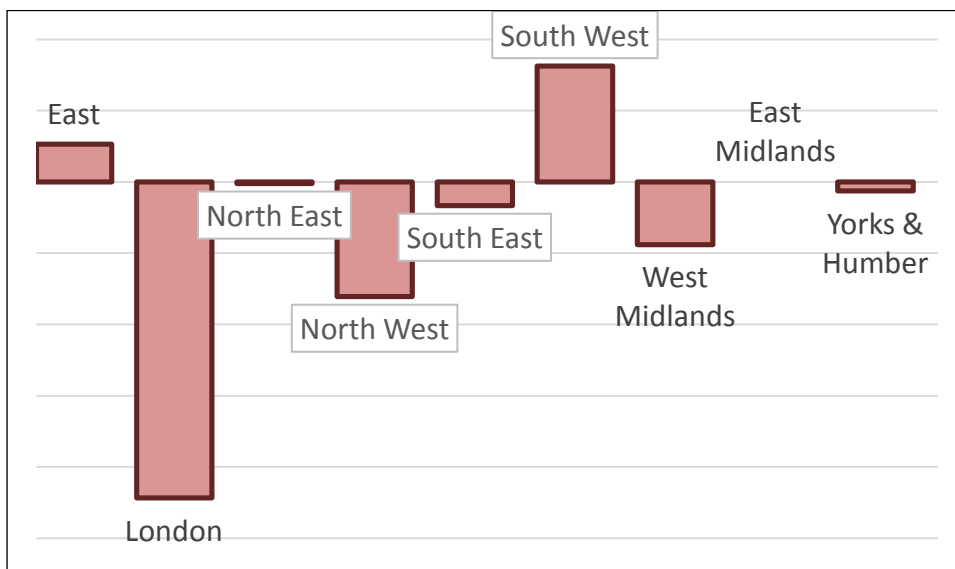 South West
East
East
Midlands
North East
South East
Yorks &
Humber
West
Midlands
North West
London